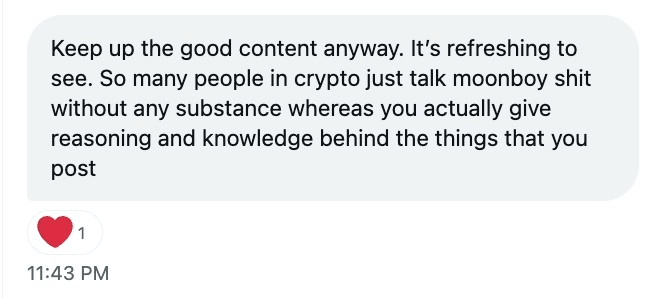 Keep up the good content anyway. It’s refreshing to
see. So many people in crypto just talk moonboy shit
without any substance whereas you actually give
reasoning and knowledge behind the things that you
post
1
11:43 PM